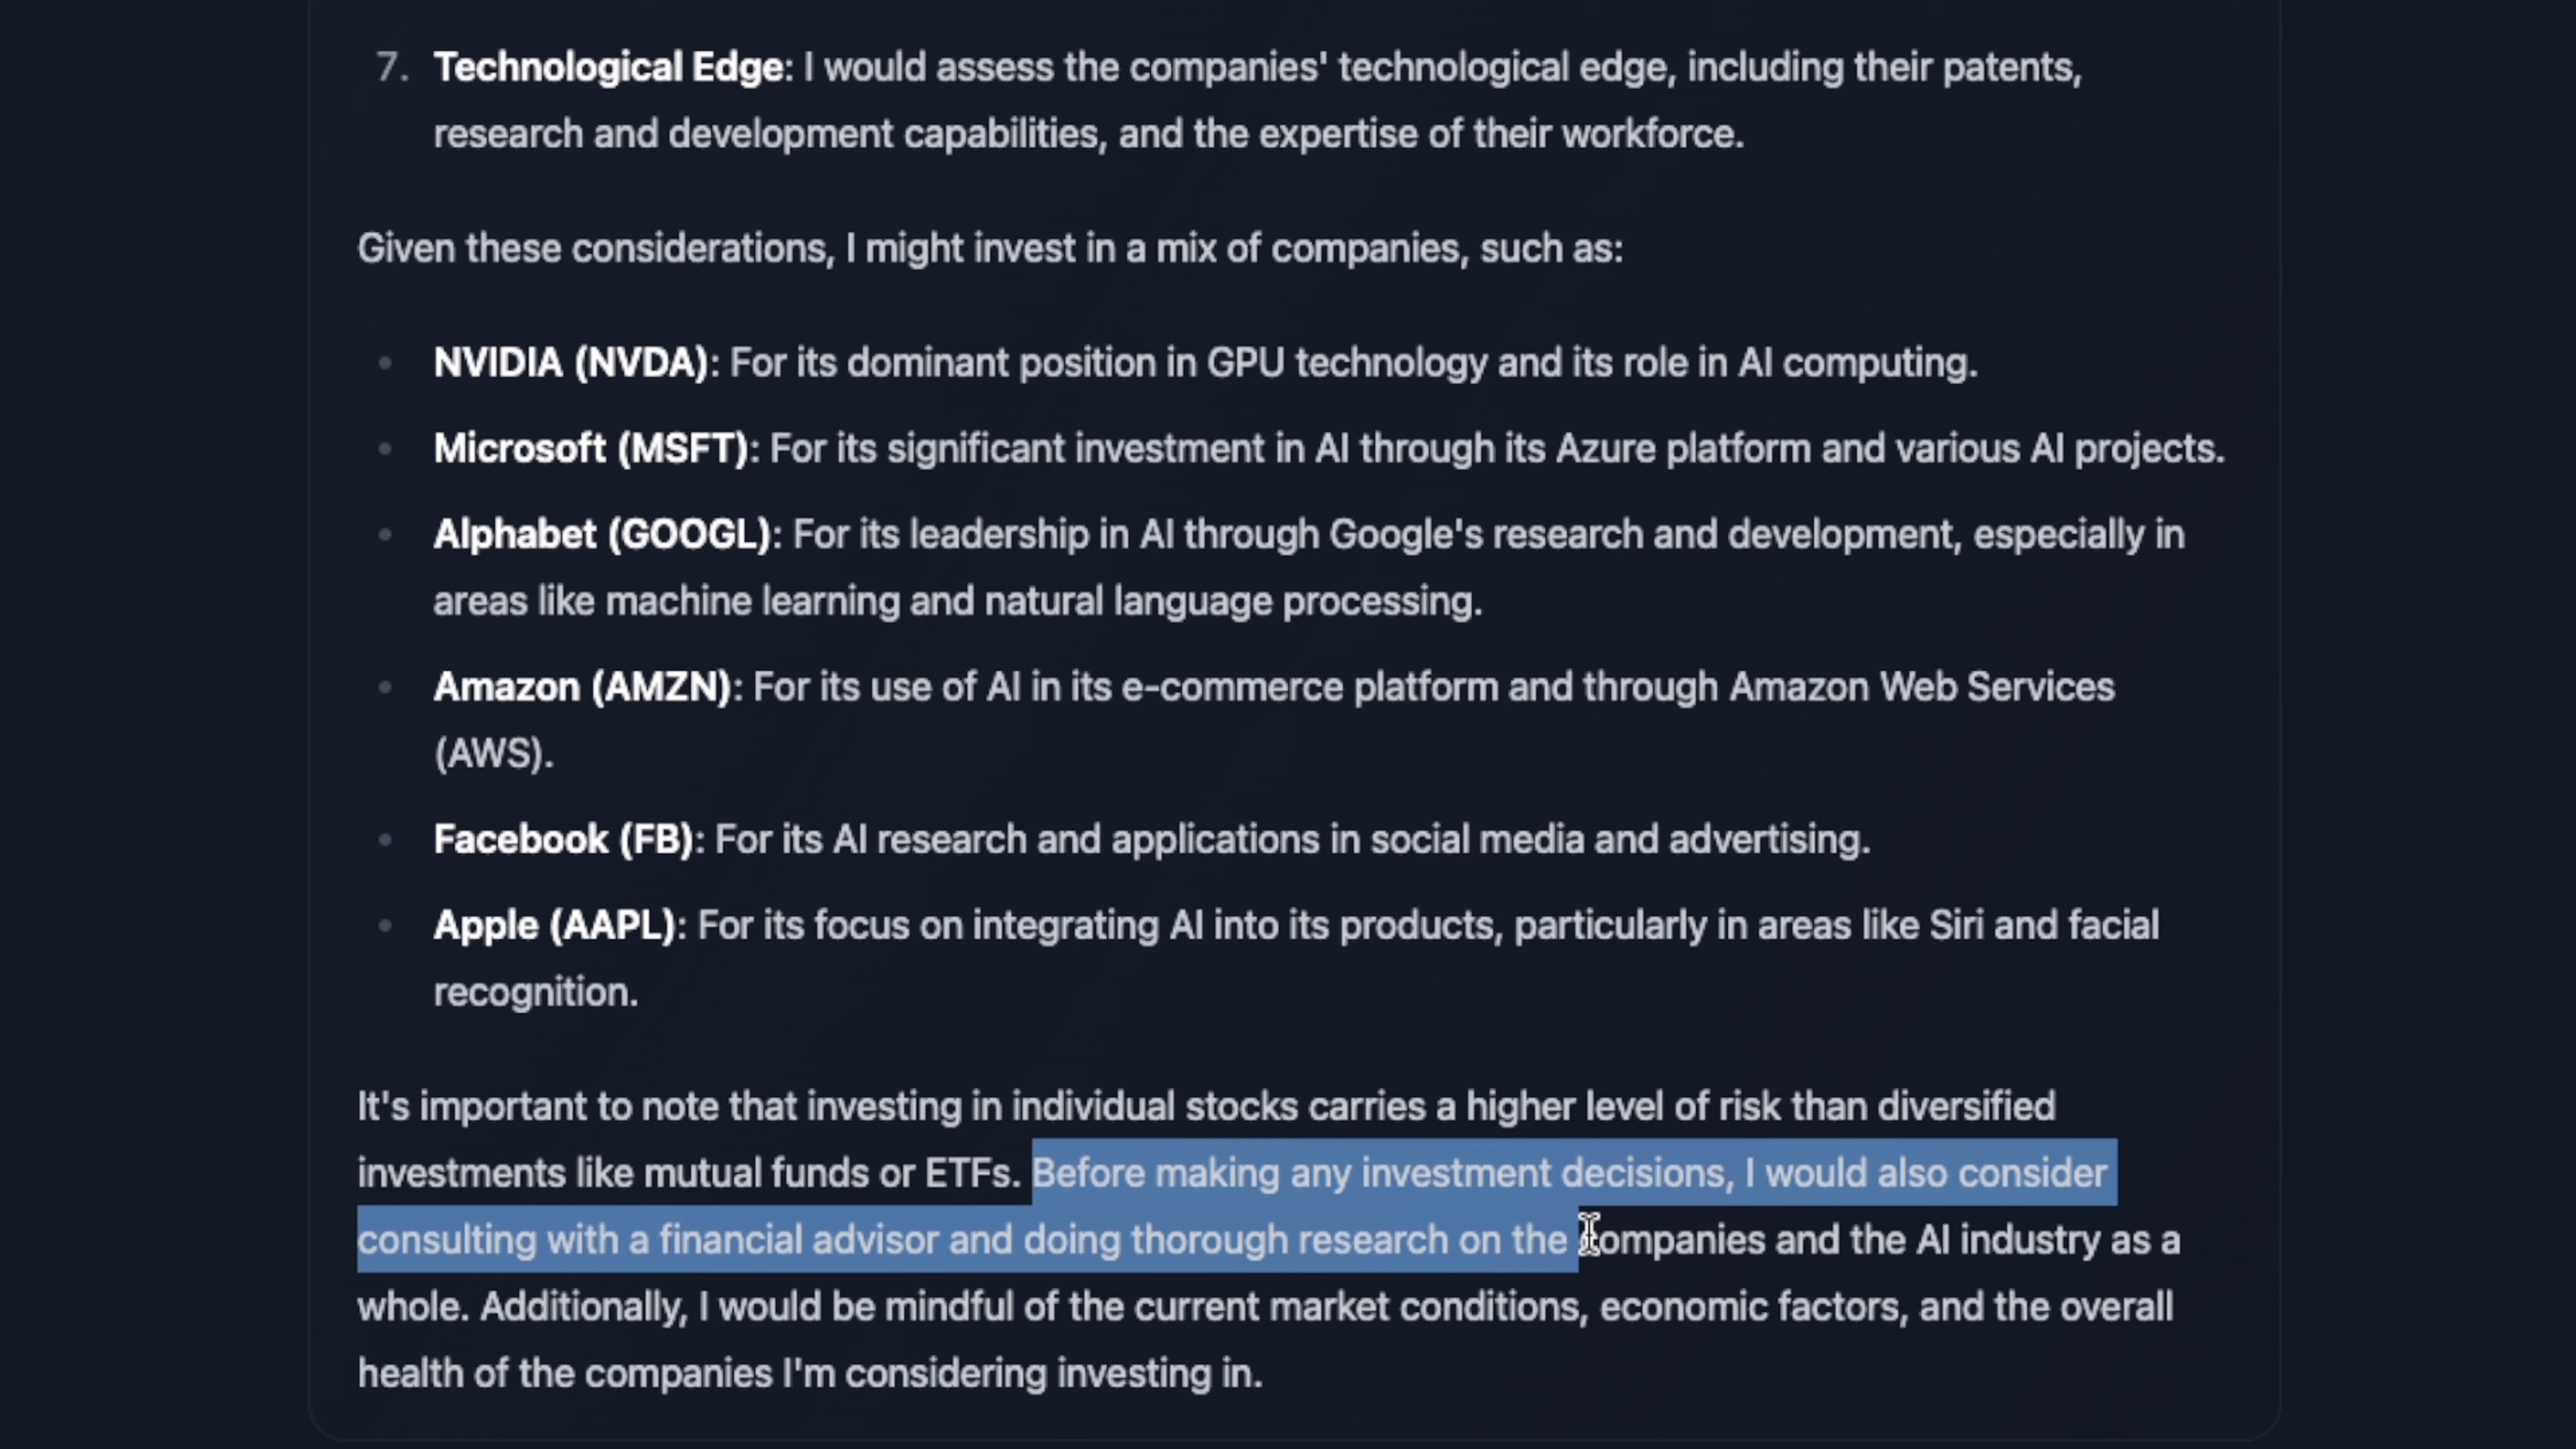 7. Technological Edge: I would assess the companies' technological edge, including their patents,
research and development capabilities, and the expertise of their workforce.
Given these considerations, I might invest in a mix of companies, such as:
• NVIDIA (NVDA): For its dominant position in GPU technology and its role in AI computing.
• Microsoft (MSFT): For its significant investment in AI through its Azure platform and various AI projects.
• Alphabet (GOOGL): For its leadership in AI through Google's research and development, especially in
areas like machine learning and natural language processing.
• Amazon (AMZN): For its use of AI in its e-commerce platform and through Amazon Web Services
(AWS).
• Facebook (FB): For its AI research and applications in social media and advertising.
• Apple (AAPL): For its focus on integrating AI into its products, particularly in areas like Siri and facial
recognition.
It's important to note that investing in individual stocks carries a higher level of risk than diversified
investments like mutual funds or ETFs. Before making any investment decisions, I would also consider
consulting with a financial advisor and doing thorough research on the companies and the AI industry as a
whole. Additionally, I would be mindful of the current market conditions, economic factors, and the overall
health of the companies I'm considering investing in.